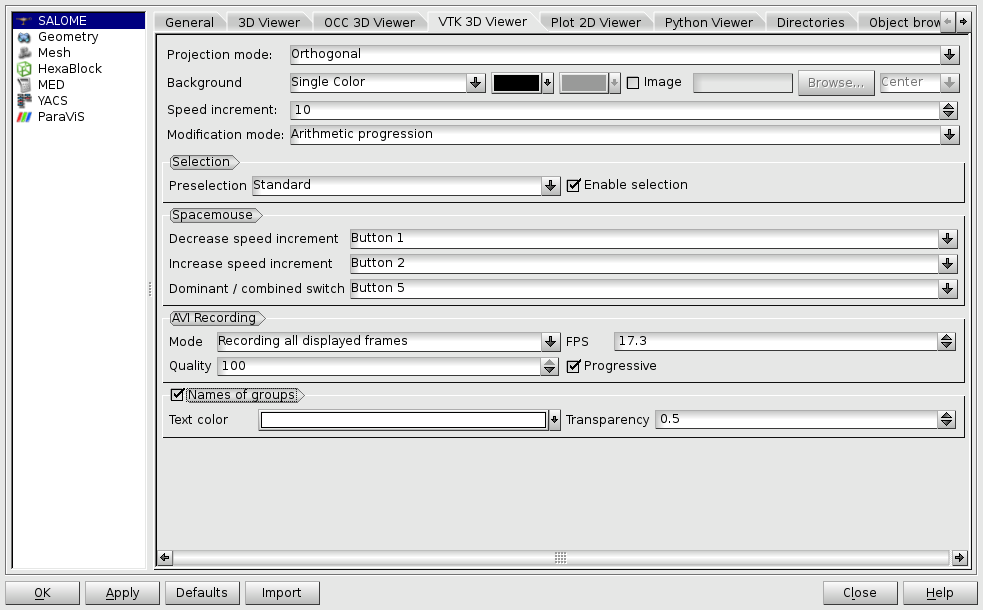 SALOME
Geometry
Mesh
HexaBlock
MED
YACS
ParaViS
General 3D Viewer OCC 3D Viewer VTK 3D Viewer Plot 2D Viewer Python Viewer Directories Object brow
Projection mode: Orthogonal
Background Single Color Image Browse... Center
Speed increment: 10
Modification mode: Arithmetic progression
Selection
Preselection Standard Enable selection
Spacemouse
Decrease speed increment Button 1
Increase speed increment Button 2
Dominant / combined switch Button 5
AVI Recording
Mode Recording all displayed frames FPS 17.3
Quality 100 Progressive
Names of groups
Text color Transparency 0.5
OK Apply Defaults Import Close Help